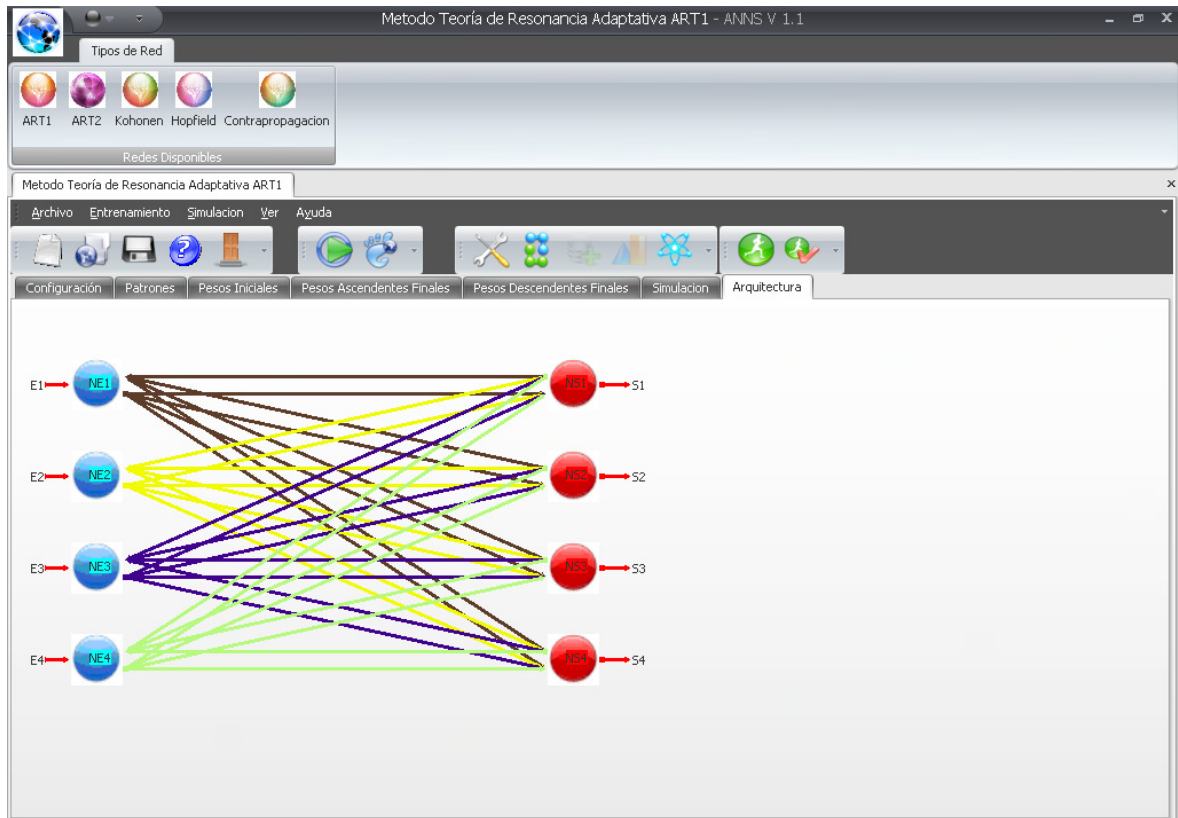 Metodo Teoría de Resonancia Adaptativa ART1 - ANNS V 1.1
Tipos de Red
ART1 ART2 Kohonen Hopfield Contrapropagacion
Redes Disponibles
Metodo Teoría de Resonancia Adaptativa ART1
Archivo Entrenamiento Simulacion Ver Ayuda
Configuración Patrones Pesos Iniciales Pesos Ascendentes Finales Pesos Descendentes Finales Simulacion Arquitectura
E1 NE1 NS1 S1
E2 NE2 NS2 S2
E3 NE3 NS3 S3
E4 NE4 NS4 S4